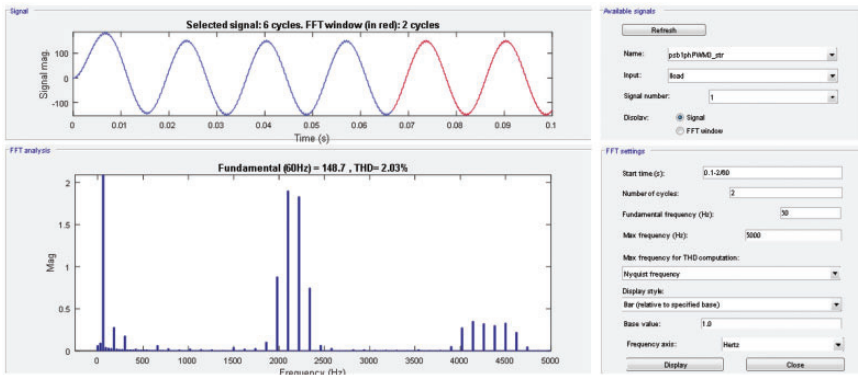 Signal
Selected signal: 6 cycles. FFT window (in red): 2 cycles
Signal mag.
100
0
-100
0 0.01 0.02 0.03 0.04 0.05 0.06 0.07 0.08 0.09 0.1
Time (s)
FFT analysis
Fundamental (60Hz) = 148.7 , THD= 2.03%
Mag
2
1.5
1
0.5
0
0 500 1000 1500 2000 2500 3000 3500 4000 4500 5000
Frequency (Hz)
Available signals
Refresh
Name: psb1phPWM3_str
Input: Iload
Signal number: 1
Display: Signal
FFT window
FFT settings
Start time (s): 0.1-2/60
Number of cycles: 2
Fundamental frequency (Hz):
Max frequency (Hz): 5000
Max frequency for THD computation:
Nyquist frequency
Display style:
Bar (relative to specified base)
Base value: 1.0
Frequency axis: Hertz
Display Close